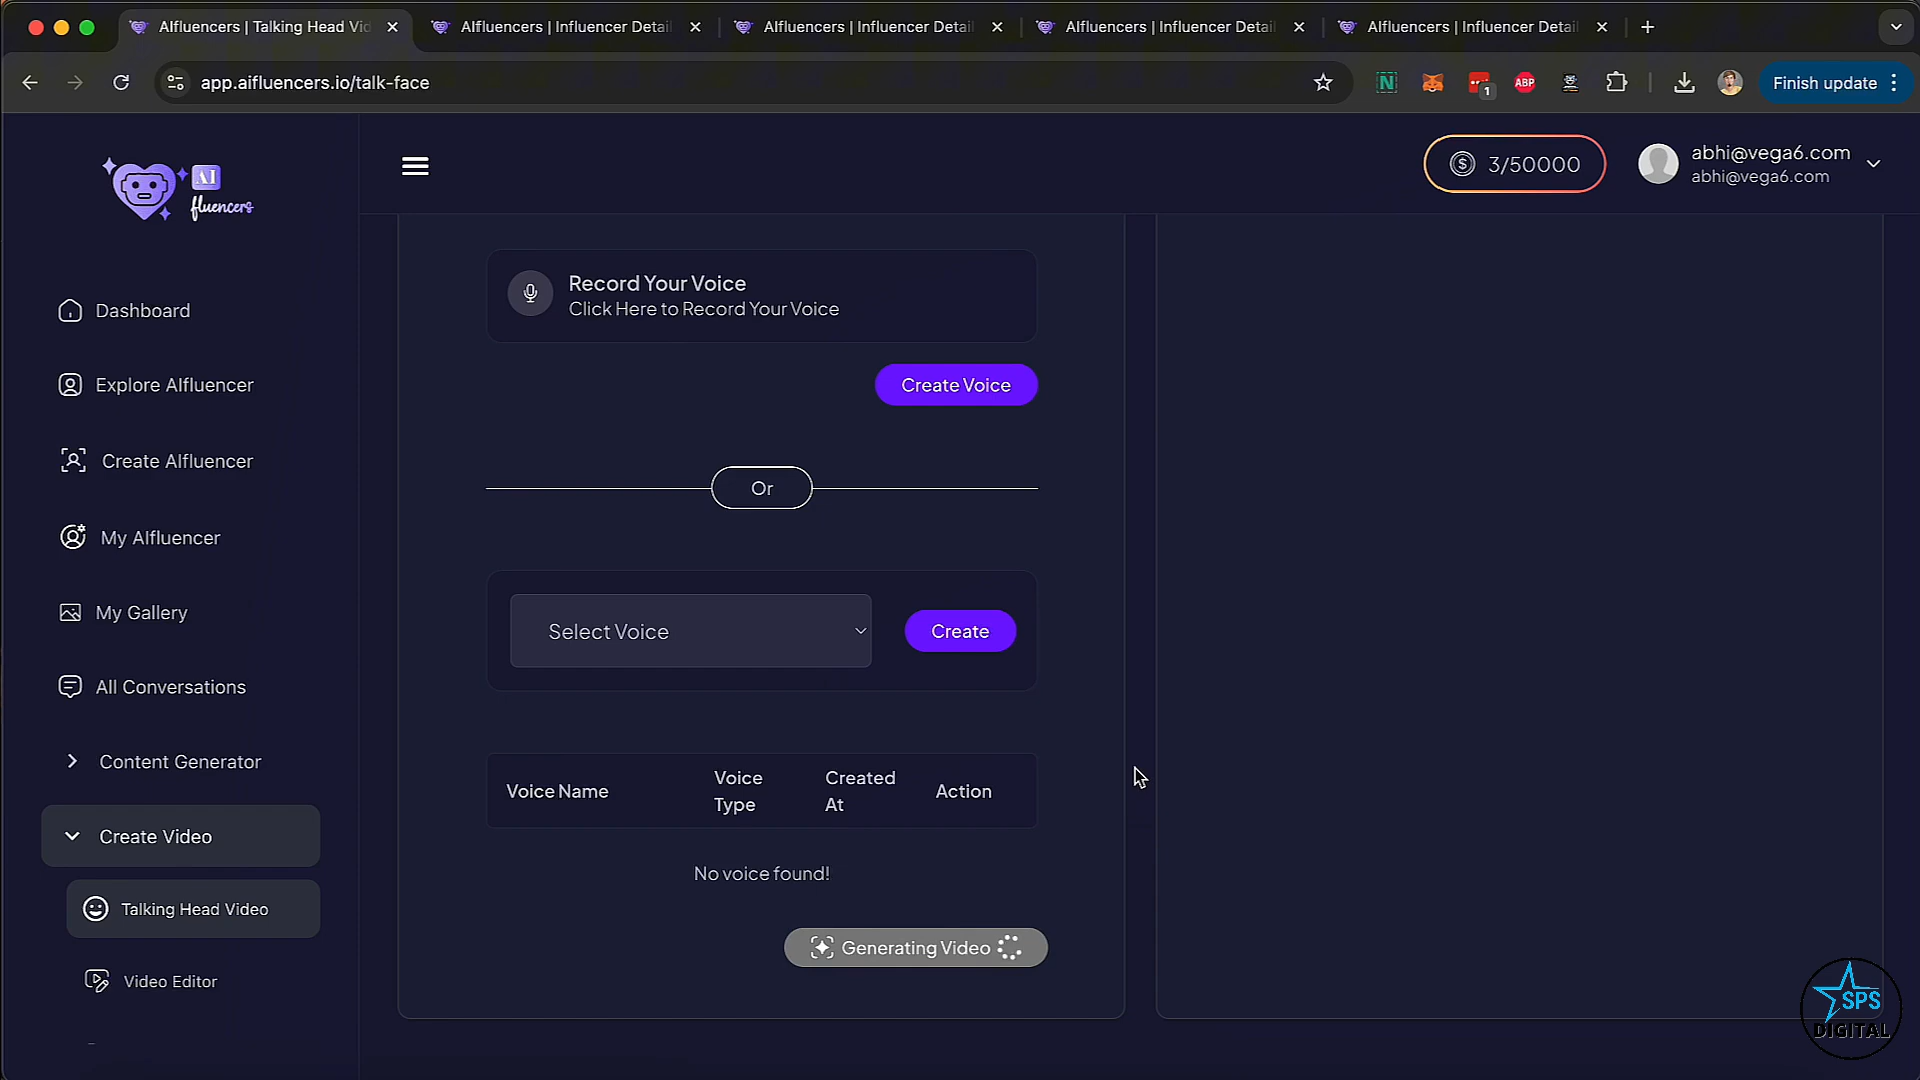 AIfluencers | Talking Head Vid
AIfluencers | Influencer Detail
AIfluencers | Influencer Detail
AIfluencers | Influencer Detail
AIfluencers | Influencer Detail
app.aifluencers.io/talk-face
N
1
ABP
Finish update
AI
fluencers
3/50000
abhi@vega6.com
abhi@vega6.com
Dashboard
Explore AIfluencer
Create AIfluencer
My AIfluencer
My Gallery
All Conversations
Content Generator
Create Video
Talking Head Video
Video Editor
Record Your Voice
Click Here to Record Your Voice
Create Voice
Or
Select Voice
Create
Voice Name
Voice
Type
Created
At
Action
No voice found!
Generating Video
SPS
DIGITAL